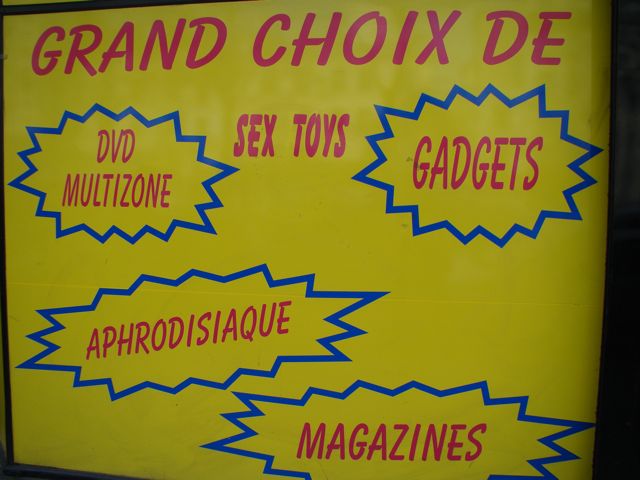 GRAND CHOIX DE
DVD
MULTIZONE
SEX TOYS
GADGETS
APHRODISIAQUE
MAGAZINES